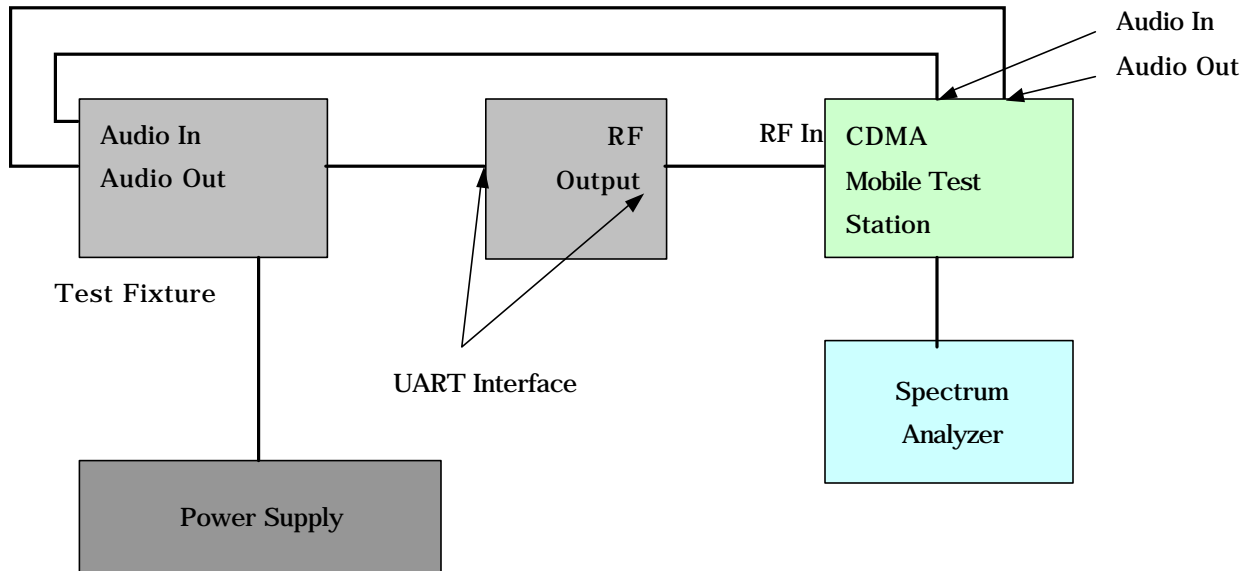 Audio In
Audio Out
Audio In
Audio Out
RF
Output
RF In
CDMA
Mobile Test
Station
Test Fixture
UART Interface
Spectrum
Analyzer
Power Supply